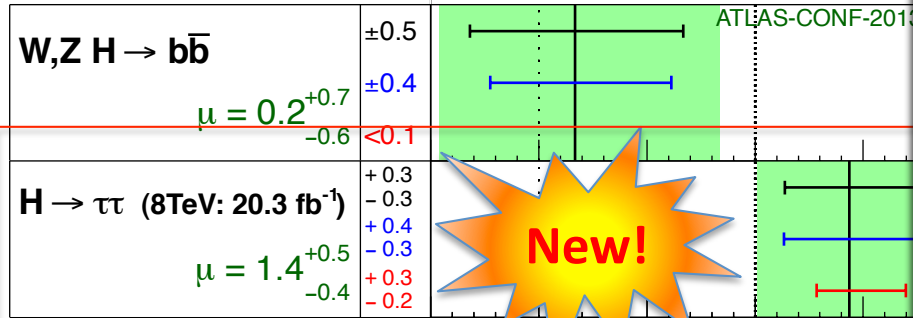 ATLAS-CONF-2013
W,Z H → bb̅
±0.5
±0.4
μ = 0.2 +0.7 −0.6
<0.1
H → ττ (8TeV: 20.3 fb⁻¹)
+ 0.3
− 0.3
+ 0.4
− 0.3
μ = 1.4 +0.5 −0.4
+ 0.3
− 0.2
New!